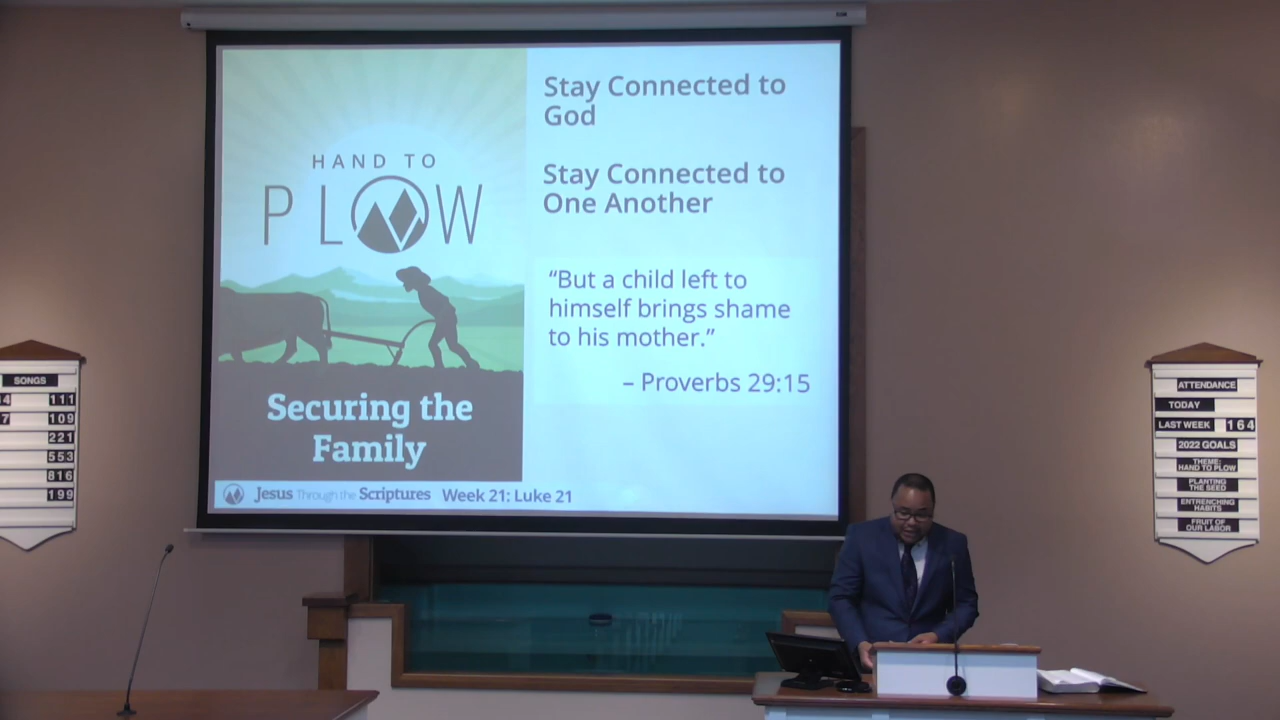 HAND TO
PLOW
Securing the
Family
Stay Connected to
God
Stay Connected to
One Another
“But a child left to
himself brings shame
to his mother.”
– Proverbs 29:15
Jesus Through the Scriptures Week 21: Luke 21
SONGS
4 111
7 109
221
553
816
199
ATTENDANCE
TODAY
LAST WEEK 164
2022 GOALS
THEME:
HAND TO PLOW
PLANTING
THE SEED
ENTRENCHING
HABITS
FRUIT OF
OUR LABOR